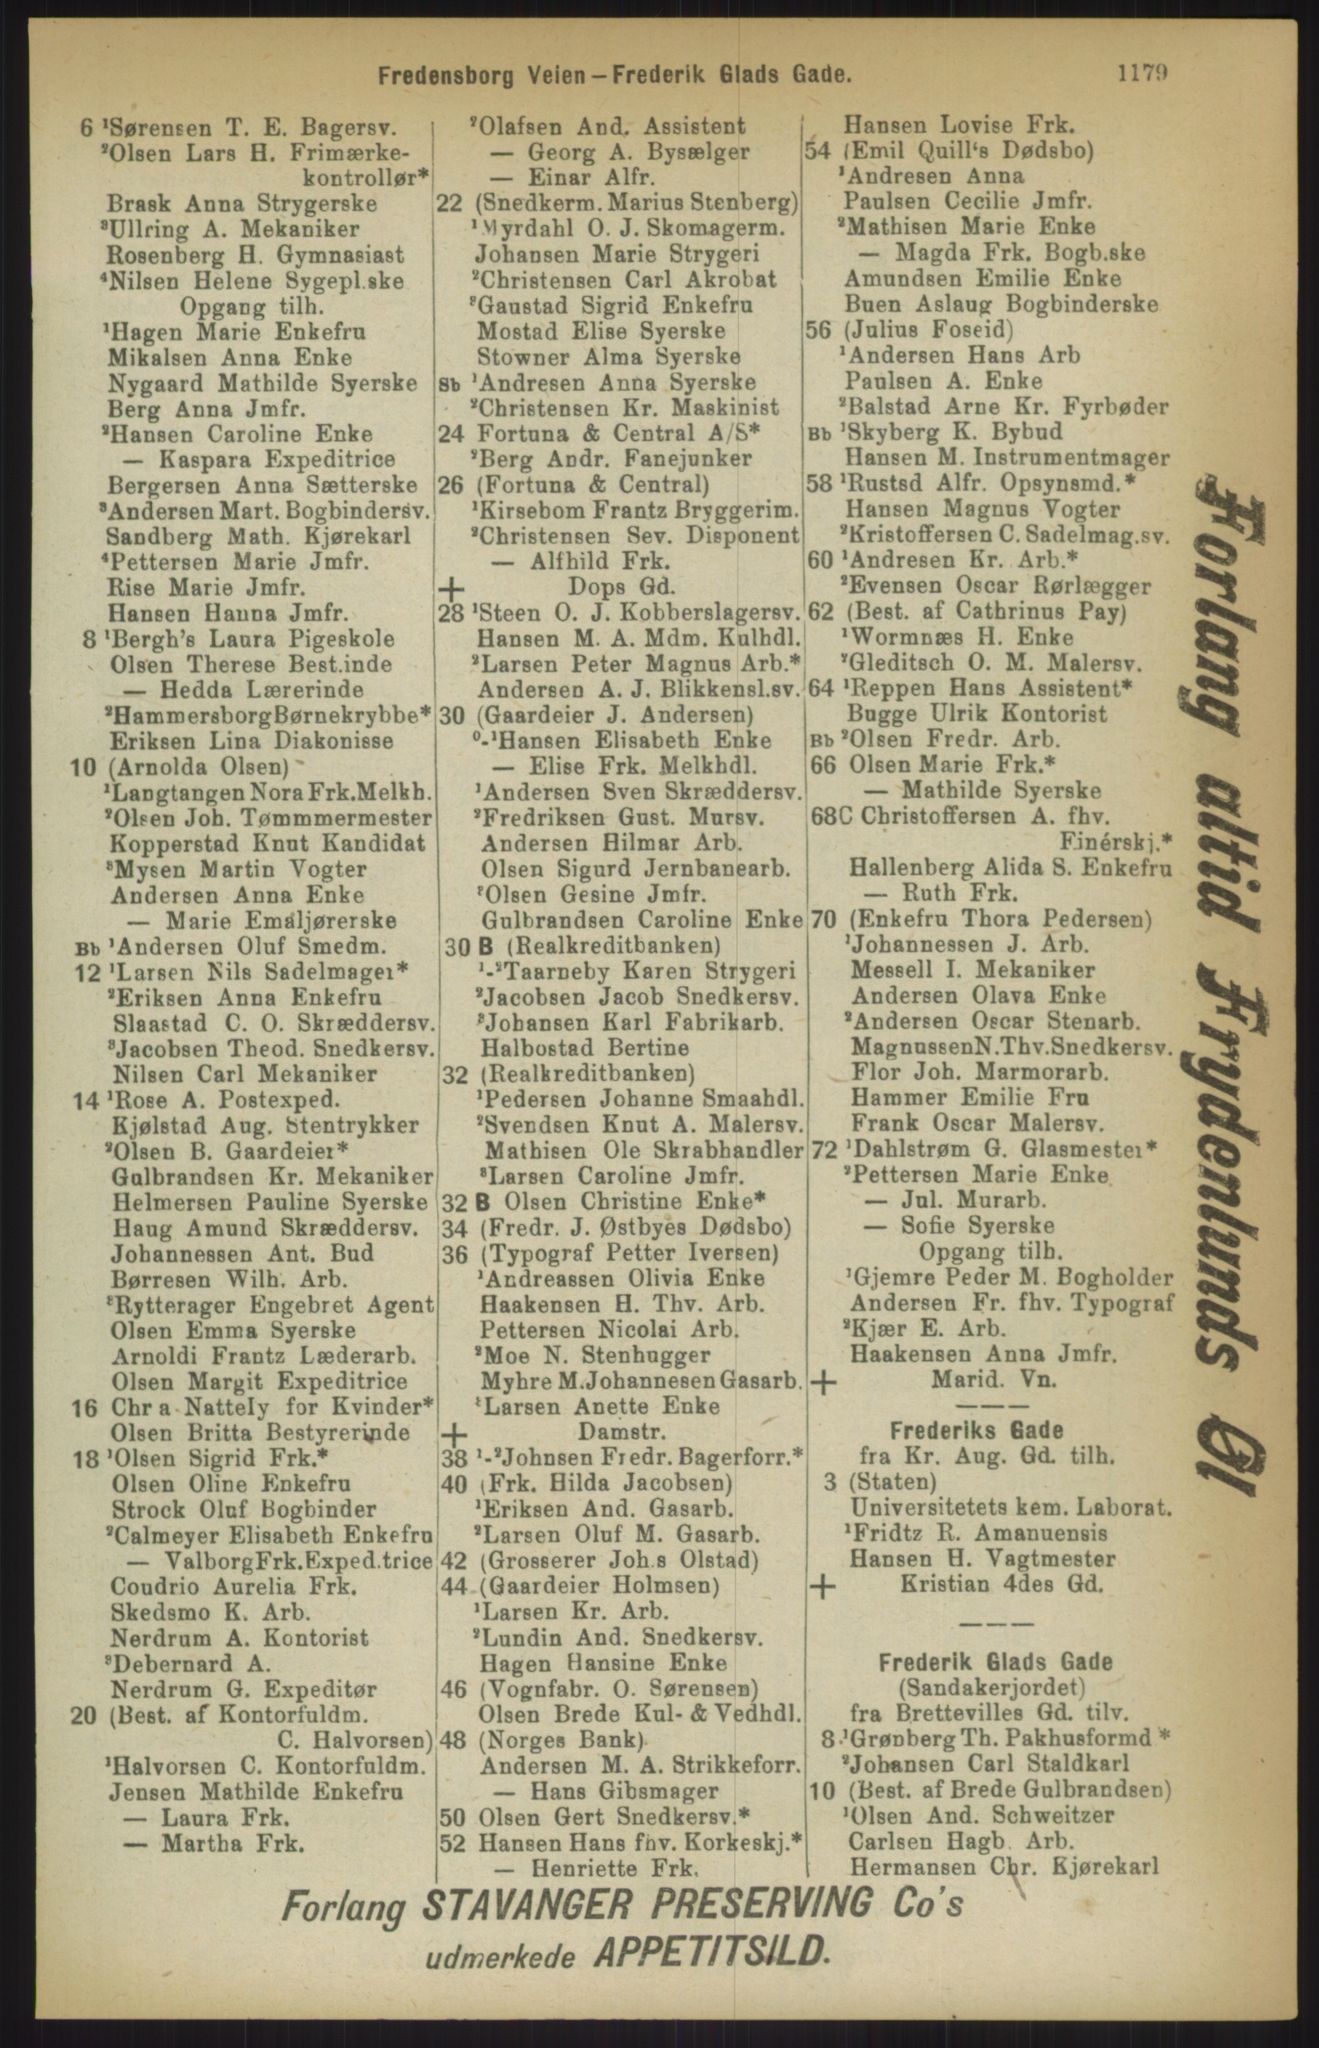 Fredensborg Veien – Frederik Glads Gade.
1179
6 ¹Sørensen T. E. Bagersv.
²Olsen Lars H. Frimærke-
kontrollør*
Brask Anna Strygerske
³Ullring A. Mekaniker
Rosenberg H. Gymnasiast
⁴Nilsen Helene Sygepl.ske
Opgang tilh.
¹Hagen Marie Enkefru
Mikalsen Anna Enke
Nygaard Mathilde Syerske
Berg Anna Jmfr.
²Hansen Caroline Enke
— Kaspara Expeditrice
Bergersen Anna Sætterske
³Andersen Mart. Bogbindersv.
Sandberg Math. Kjørekarl
⁴Pettersen Marie Jmfr.
Rise Marie Jmfr.
Hansen Hanna Jmfr.
8 ¹Bergh's Laura Pigeskole
Olsen Therese Best.inde
— Hedda Lærerinde
²Hammersborg Børnekrybbe*
Eriksen Lina Diakonisse
10 (Arnolda Olsen)
¹Langtangen Nora Frk. Melkh.
²Olsen Joh. Tømmmermester
Kopperstad Knut Kandidat
³Mysen Martin Vogter
Andersen Anna Enke
— Marie Emaljørerske
Bb ¹Andersen Oluf Smedm.
12 ¹Larsen Nils Sadelmager*
²Eriksen Anna Enkefru
Slaastad C. O. Skræddersv.
³Jacobsen Theod. Snedkersv.
Nilsen Carl Mekaniker
14 ¹Rose A. Postexped.
Kjølstad Aug. Stentrykker
²Olsen B. Gaardeier*
Gulbrandsen Kr. Mekaniker
Helmersen Pauline Syerske
Haug Amund Skræddersv.
Johannessen Ant. Bud
Børresen Wilh. Arb.
³Rytterager Engebret Agent
Olsen Emma Syerske
Arnoldi Frantz Læderarb.
Olsen Margit Expeditrice
16 Chr a Nattely for Kvinder*
Olsen Britta Bestyrerinde
18 ¹Olsen Sigrid Frk.*
Olsen Oline Enkefru
Strock Oluf Bogbinder
²Calmeyer Elisabeth Enkefru
— Valborg Frk. Exped.trice
Coudrio Aurelia Frk.
Skedsmo K. Arb.
Nerdrum A. Kontorist
³Debernard A.
Nerdrum G. Expeditør
20 (Best. af Kontorfuldm.
C. Halvorsen)
¹Halvorsen C. Kontorfuldm.
Jensen Mathilde Enkefru
— Laura Frk.
— Martha Frk.
²Olafsen And. Assistent
— Georg A. Bysælger
— Einar Alfr.
22 (Snedkerm. Marius Stenberg)
¹Myrdahl O. J. Skomagerm.
Johansen Marie Strygeri
²Christensen Carl Akrobat
³Gaustad Sigrid Enkefru
Mostad Elise Syerske
Stowner Alma Syerske
Sb ¹Andresen Anna Syerske
²Christensen Kr. Maskinist
24 Fortuna & Central A/S*
²Berg Andr. Fanejunker
26 (Fortuna & Central)
¹Kirsebom Frantz Bryggerim.
²Christensen Sev. Disponent
— Alfhild Frk.
+ Dops Gd.
28 ¹Steen O. J. Kobberslagersv.
Hansen M. A. Mdm. Kulhdl.
²Larsen Peter Magnus Arb.*
Andersen A. J. Blikkensl.sv.
30 (Gaardeier J. Andersen)
⁰-¹Hansen Elisabeth Enke
— Elise Frk. Melkhdl.
¹Andersen Sven Skræddersv.
²Fredriksen Gust. Mursv.
Andersen Hilmar Arb.
Olsen Sigurd Jernbanearb.
²Olsen Gesine Jmfr.
Gulbrandsen Caroline Enke
30 B (Realkreditbanken)
¹-²Taarneby Karen Strygeri
²Jacobsen Jacob Snedkersv.
³Johansen Karl Fabrikarb.
Halbostad Bertine
32 (Realkreditbanken)
¹Pedersen Johanne Smaahdl.
²Svendsen Knut A. Malersv.
Mathisen Ole Skrabhandler
³Larsen Caroline Jmfr.
32 B Olsen Christine Enke*
34 (Fredr. J. Østbyes Dødsbo)
36 (Typograf Petter Iversen)
¹Andreassen Olivia Enke
Haakensen H. Thv. Arb.
Pettersen Nicolai Arb.
²Moe N. Stenhugger
Myhre M. Johannesen Gasarb.
Larsen Anette Enke
+ Damstr.
38 ¹-²Johnsen Fredr. Bagerforr.*
40 (Frk. Hilda Jacobsen)
¹Eriksen And. Gasarb.
²Larsen Oluf M. Gasarb.
42 (Grosserer Joh.s Olstad)
44 (Gaardeier Holmsen)
¹Larsen Kr. Arb.
²Lundin And. Snedkersv.
Hagen Hansine Enke
46 (Vognfabr. O. Sørensen)
Olsen Brede Kul- & Vedhdl.
48 (Norges Bank)
Andersen M. A. Strikkeforr.
— Hans Gibsmager
50 Olsen Gert Snedkersv.*
52 Hansen Hans fhv. Korkeskj.*
— Henriette Frk.
Hansen Lovise Frk.
54 (Emil Quill's Dødsbo)
¹Andresen Anna
Paulsen Cecilie Jmfr.
²Mathisen Marie Enke
— Magda Frk. Bogb.ske
Amundsen Emilie Enke
Buen Aslaug Bogbinderske
56 (Julius Foseid)
¹Andersen Hans Arb
Paulsen A. Enke
²Balstad Arne Kr. Fyrbøder
Bb ¹Skyberg K. Bybud
Hansen M. Instrumentmager
58 ¹Rustsd Alfr. Opsynsmd.*
Hansen Magnus Vogter
²Kristoffersen C. Sadelmag.sv.
60 ¹Andresen Kr. Arb.*
²Evensen Oscar Rørlægger
62 (Best. af Cathrinus Pay)
¹Wormnæs H. Enke
²Gleditsch O. M. Malersv.
64 ¹Reppen Hans Assistent*
Bugge Ulrik Kontorist
Bb ²Olsen Fredr. Arb.
66 Olsen Marie Frk.*
— Mathilde Syerske
68C Christoffersen A. fhv.
Finérskj.*
Hallenberg Alida S. Enkefru
— Ruth Frk.
70 (Enkefru Thora Pedersen)
¹Johannessen J. Arb.
Messell I. Mekaniker
Andersen Olava Enke
²Andersen Oscar Stenarb.
Magnussen N. Thv. Snedkersv.
Flor Joh. Marmorarb.
Hammer Emilie Fru
Frank Oscar Malersv.
72 ¹Dahlstrøm G. Glasmester*
²Pettersen Marie Enke
— Jul. Murarb.
— Sofie Syerske
Opgang tilh.
¹Gjemre Peder M. Bogholder
Andersen Fr. fhv. Typograf
²Kjær E. Arb.
Haakensen Anna Jmfr.
+ Marid. Vn.
Frederiks Gade
fra Kr. Aug. Gd. tilh.
3 (Staten)
Universitetets kem. Laborat.
¹Fridtz R. Amanuensis
Hansen H. Vagtmester
+ Kristian 4des Gd.
Frederik Glads Gade
(Sandakerjordet)
fra Brettevilles Gd. tilv.
8 ¹Grønberg Th. Pakhusformd *
²Johansen Carl Staldkarl
10 (Best. af Brede Gulbrandsen)
¹Olsen And. Schweitzer
Carlsen Hagb. Arb.
Hermansen Chr. Kjørekarl
Forlang altid Frydenlunds Øl
Forlang STAVANGER PRESERVING Co's
udmerkede APPETITSILD.